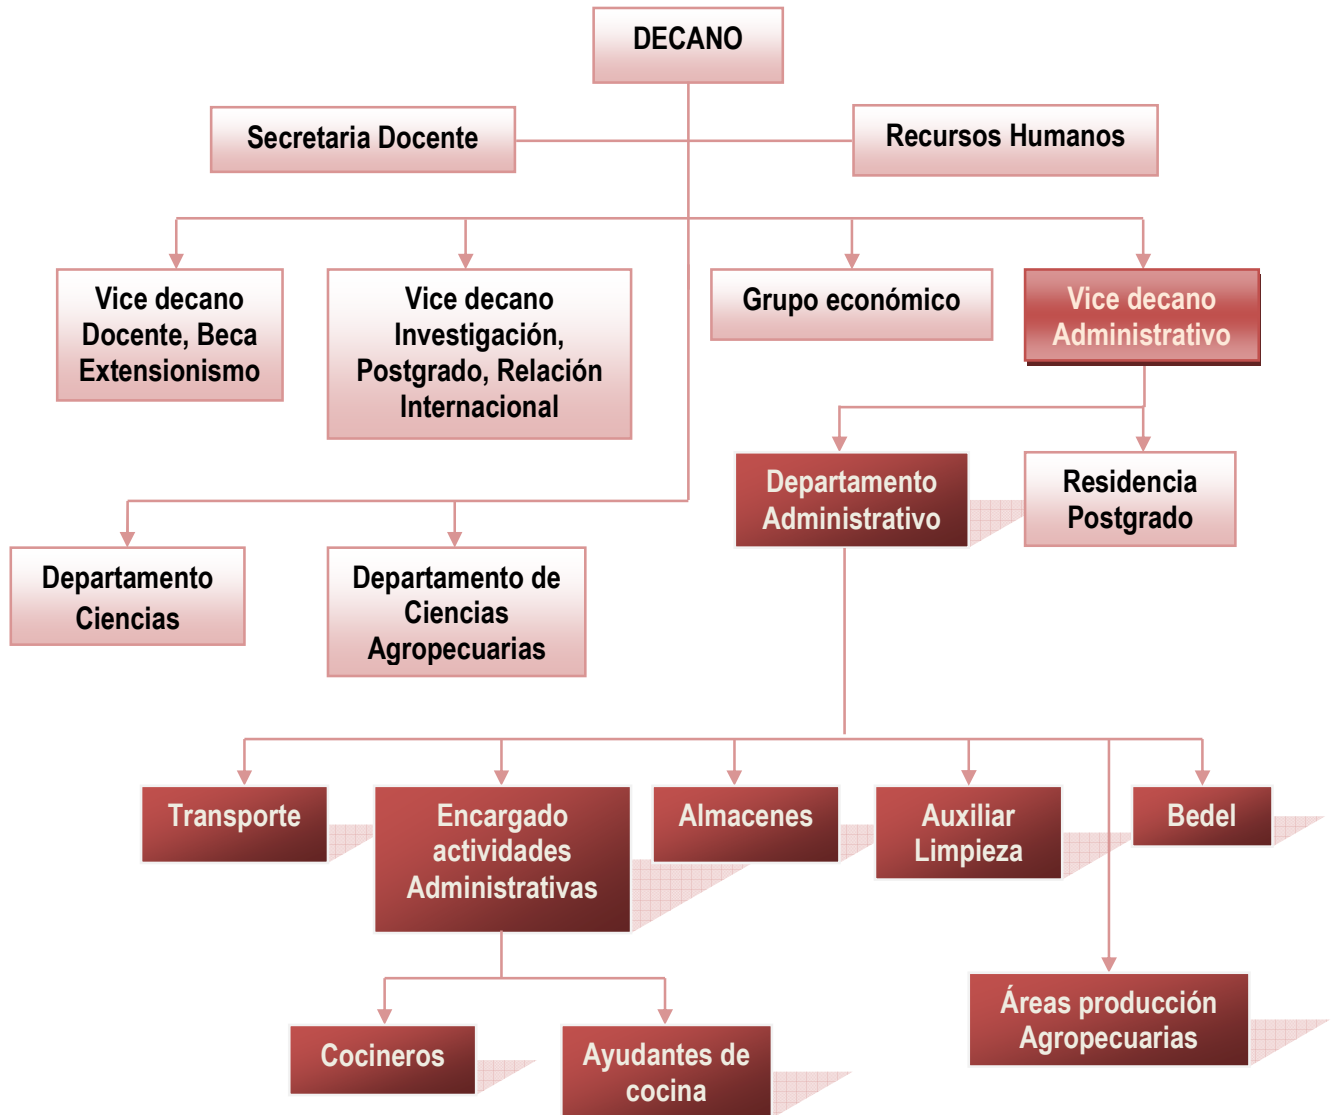 DECANO
Secretaria Docente
Recursos Humanos
Vice decano
Docente, Beca
Extensionismo
Vice decano
Investigación,
Postgrado, Relación
Internacional
Grupo económico
Vice decano
Administrativo
Departamento
Administrativo
Residencia
Postgrado
Departamento
Ciencias
Departamento de
Ciencias
Agropecuarias
Transporte
Encargado
actividades
Administrativas
Almacenes
Auxiliar
Limpieza
Bedel
Cocineros
Ayudantes de
cocina
Áreas producción
Agropecuarias